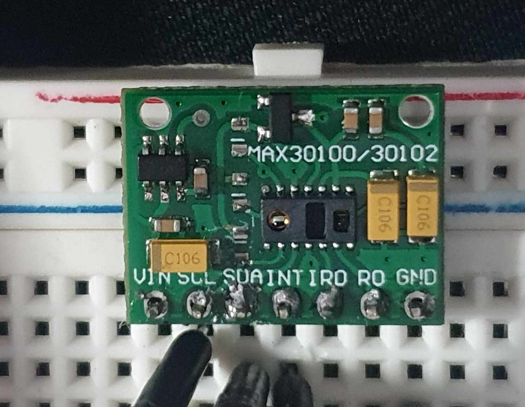 MAX30100/30102
C106 C106
C106
VIN SCL SDA INT IRD RD GND